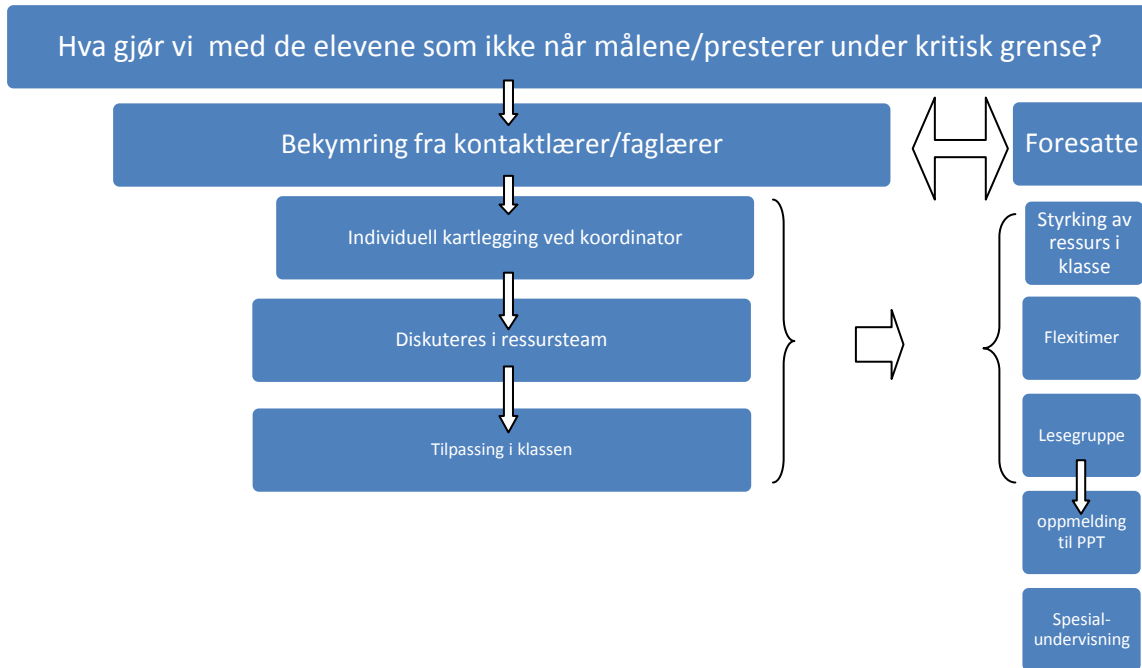 Hva gjør vi med de elevene som ikke når målene/presterer under kritisk grense?
Bekymring fra kontaktlærer/faglærer
Foresatte
Individuell kartlegging ved koordinator
Diskuteres i ressursteam
Tilpassing i klassen
Styrking av
ressurs i
klasse
Flexitimer
Lesegruppe
oppmelding
til PPT
Spesial-
undervisning